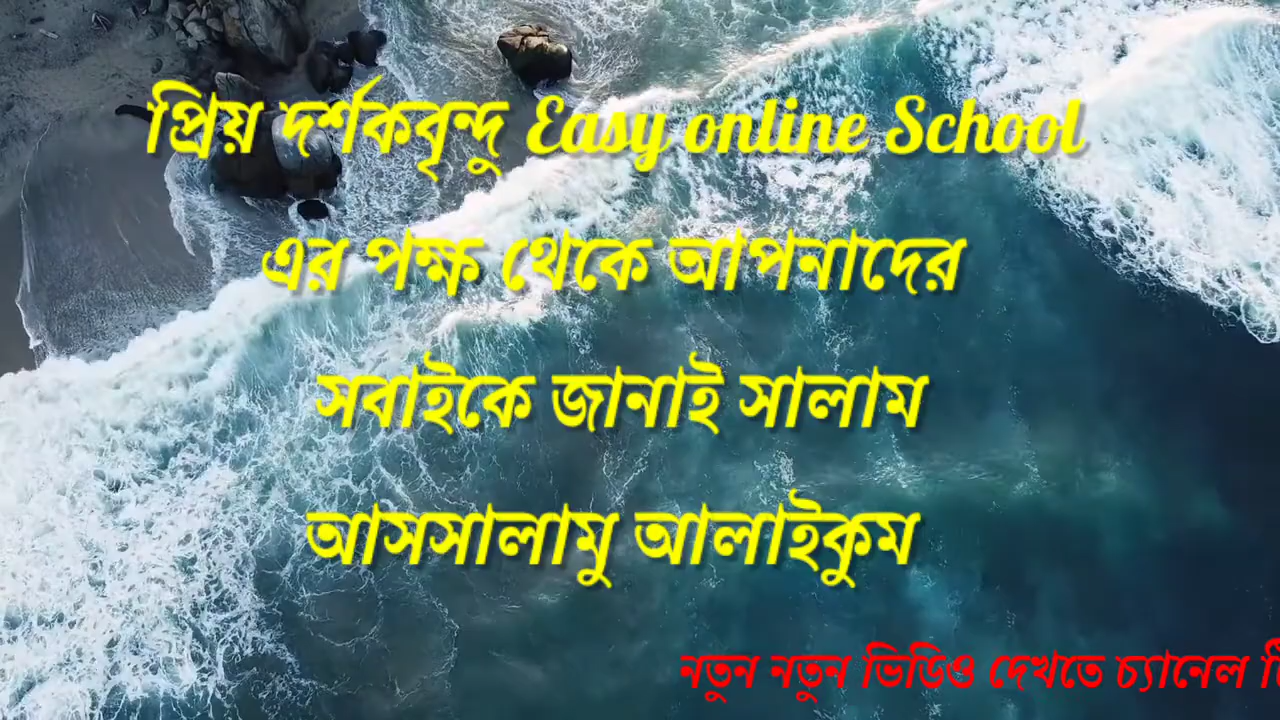 প্রিয় দর্শকবৃন্দু Easy online School
এর পক্ষ থেকে আপনাদের
সবাইকে জানাই সালাম
আসসালামু আলাইকুম
নতুন নতুন ভিডিও দেখতে চ্যানেল